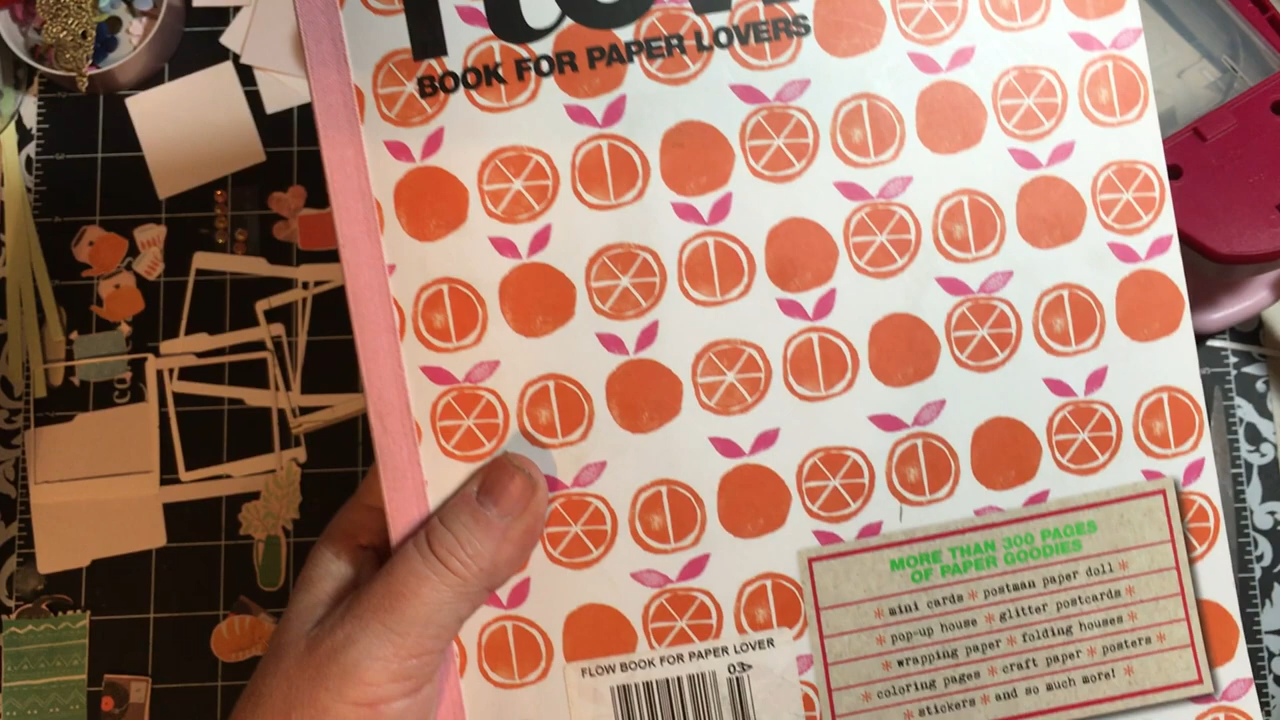 flow
BOOK FOR PAPER LOVERS
MORE THAN 300 PAGES
OF PAPER GOODIES
* mini cards * postman paper doll *
* pop-up house * glitter postcards *
* wrapping paper * folding houses *
* coloring pages * craft paper * posters *
* stickers * and so much more! *
FLOW BOOK FOR PAPER LOVER
03>